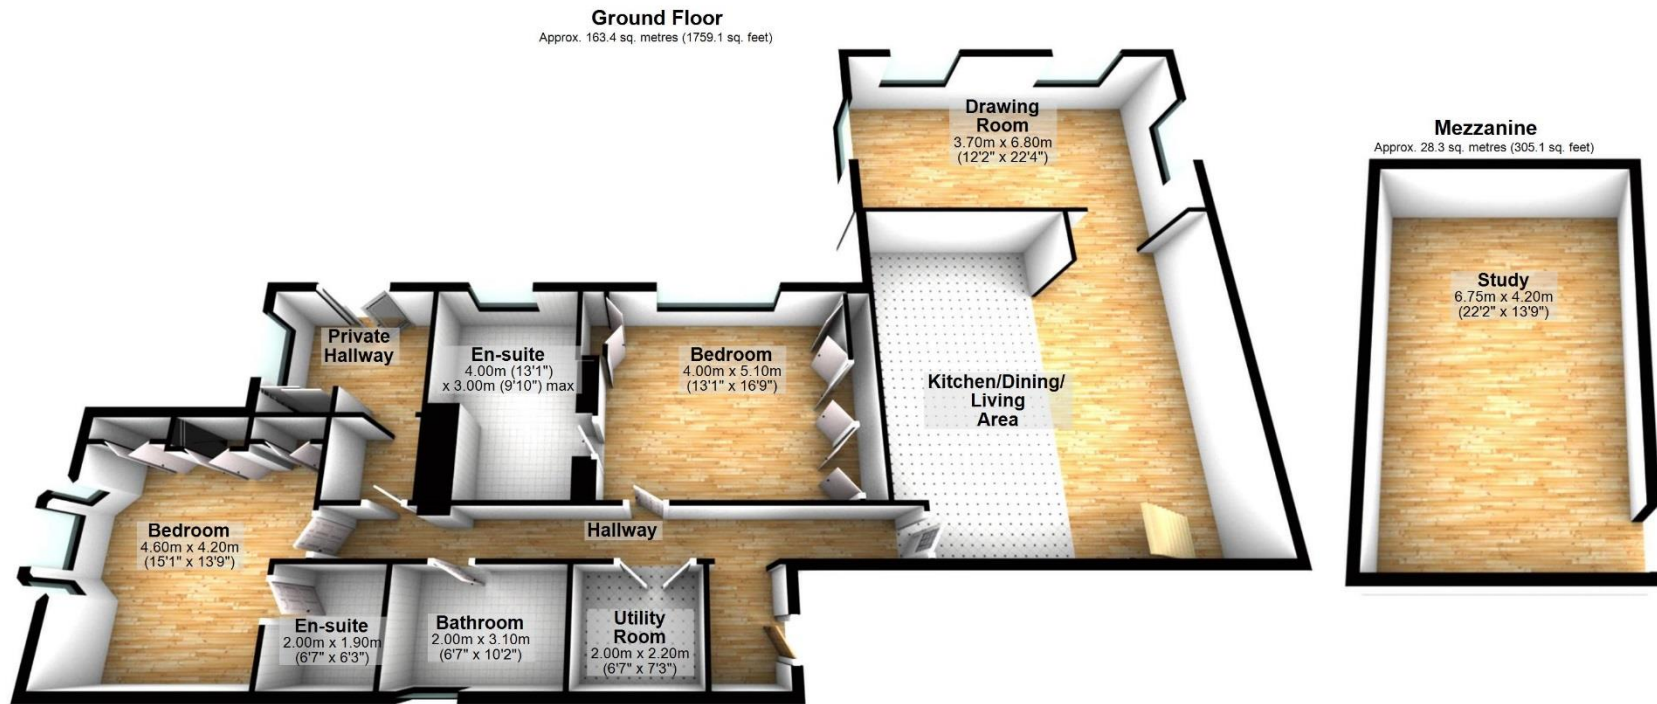 Ground Floor
Approx. 163.4 sq. metres (1759.1 sq. feet)
Drawing
Room
3.70m x 6.80m
(12'2" x 22'4")
Mezzanine
Approx. 28.3 sq. metres (305.1 sq. feet)
Study
6.75m x 4.20m
(22'2" x 13'9")
Private
Hallway
En-suite
4.00m (13'1")
x 3.00m (9'10") max
Bedroom
4.00m x 5.10m
(13'1" x 16'9")
Kitchen/Dining/
Living
Area
Bedroom
4.60m x 4.20m
(15'1" x 13'9")
Hallway
En-suite
2.00m x 1.90m
(6'7" x 6'3")
Bathroom
2.00m x 3.10m
(6'7" x 10'2")
Utility
Room
2.00m x 2.20m
(6'7" x 7'3")